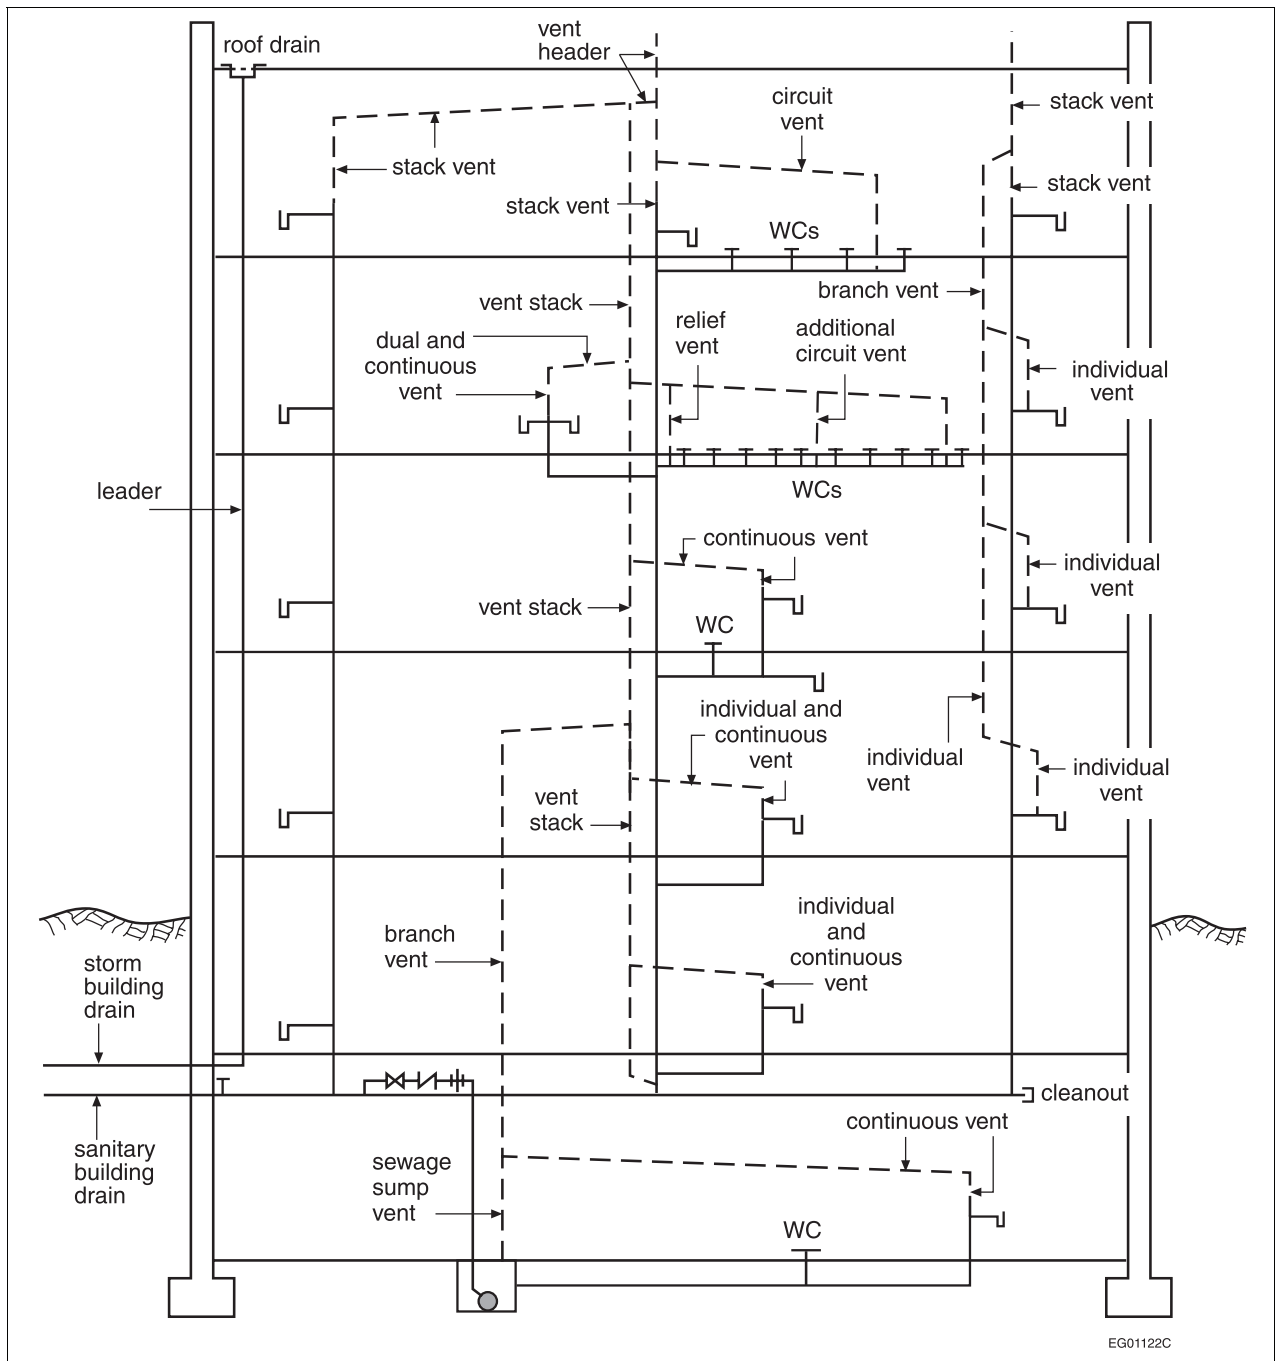 roof drain
vent
header
circuit
vent
stack vent
stack vent
stack vent
stack vent
WCs
branch vent
vent stack
relief
vent
additional
circuit vent
dual and
continuous
vent
individual
vent
leader
WCs
continuous vent
individual
vent
vent stack
WC
individual and
continuous
vent
individual
vent
individual
vent
vent
stack
individual
and
continuous
vent
branch
vent
storm
building
drain
cleanout
continuous vent
sanitary
building
drain
sewage
sump
vent
WC
EG01122C